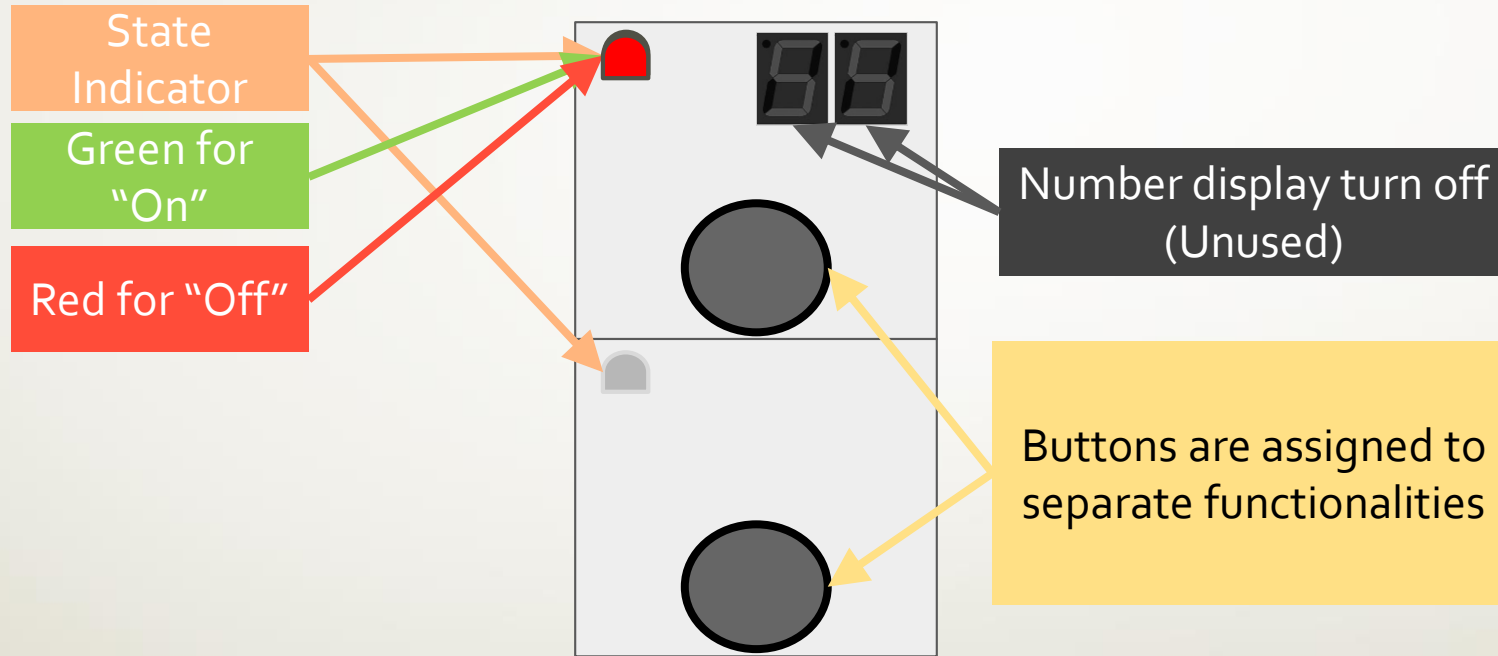 State
Indicator
Green for
“On”
Red for “Off”
Number display turn off
(Unused)
Buttons are assigned to
separate functionalities